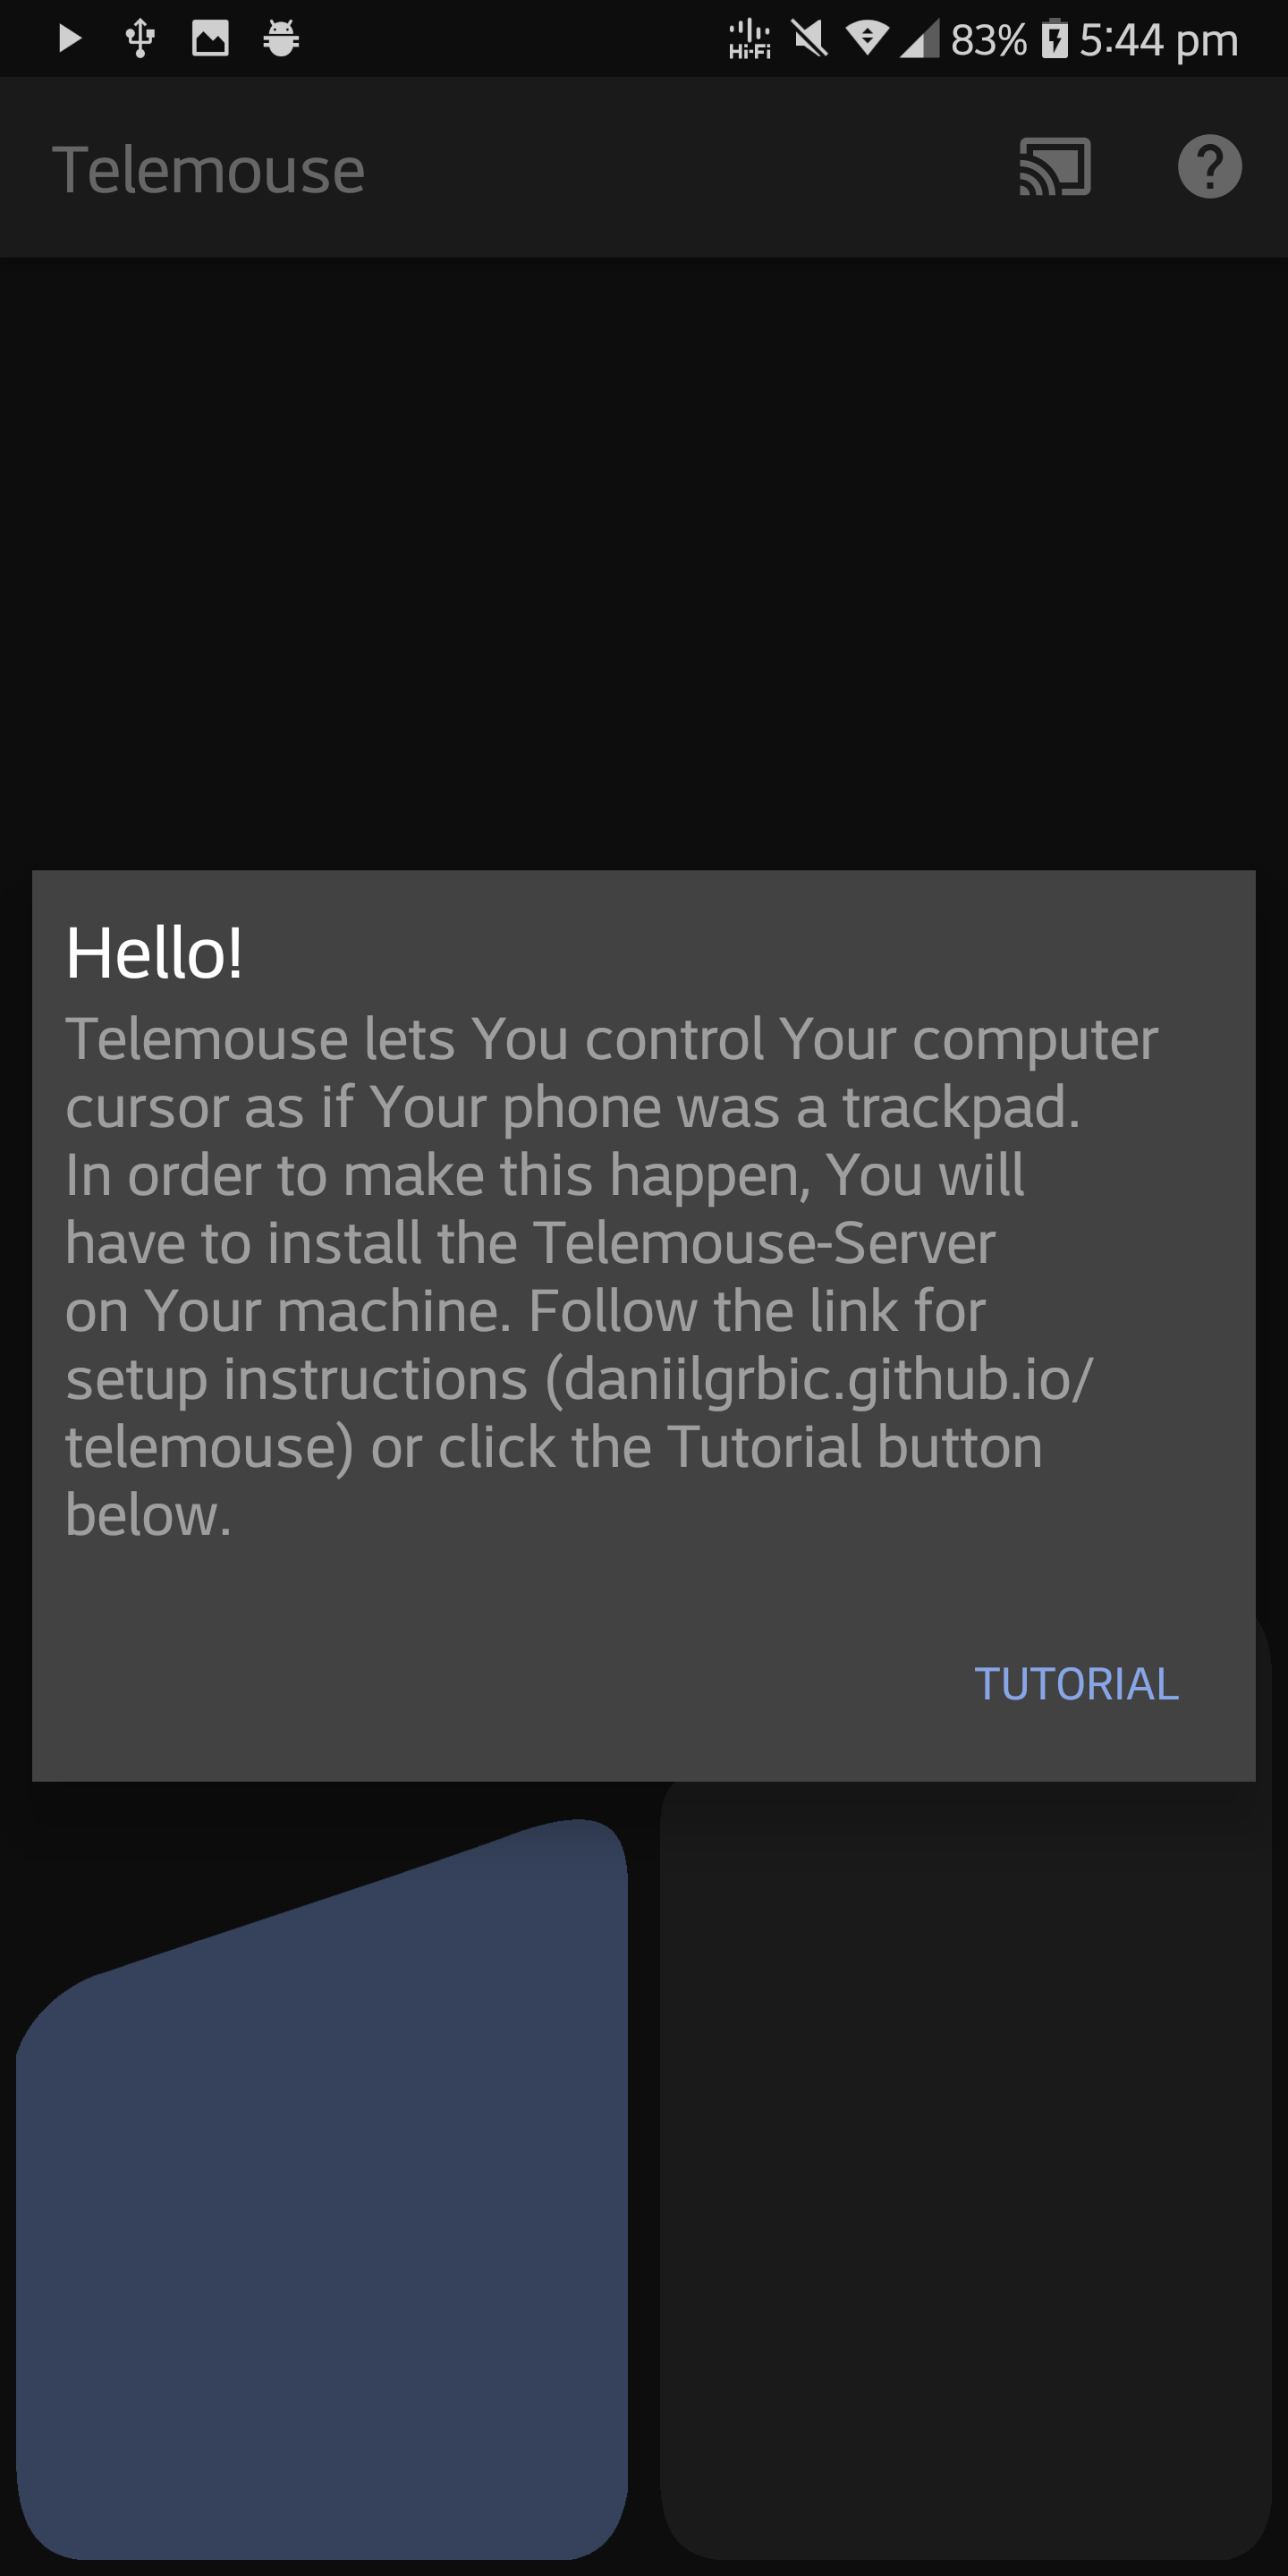 Hi-Fi 83% 5:44 pm
Telemouse
Hello!
Telemouse lets You control Your computer
cursor as if Your phone was a trackpad.
In order to make this happen, You will
have to install the Telemouse-Server
on Your machine. Follow the link for
setup instructions (daniilgrbic.github.io/
telemouse) or click the Tutorial button
below.
TUTORIAL